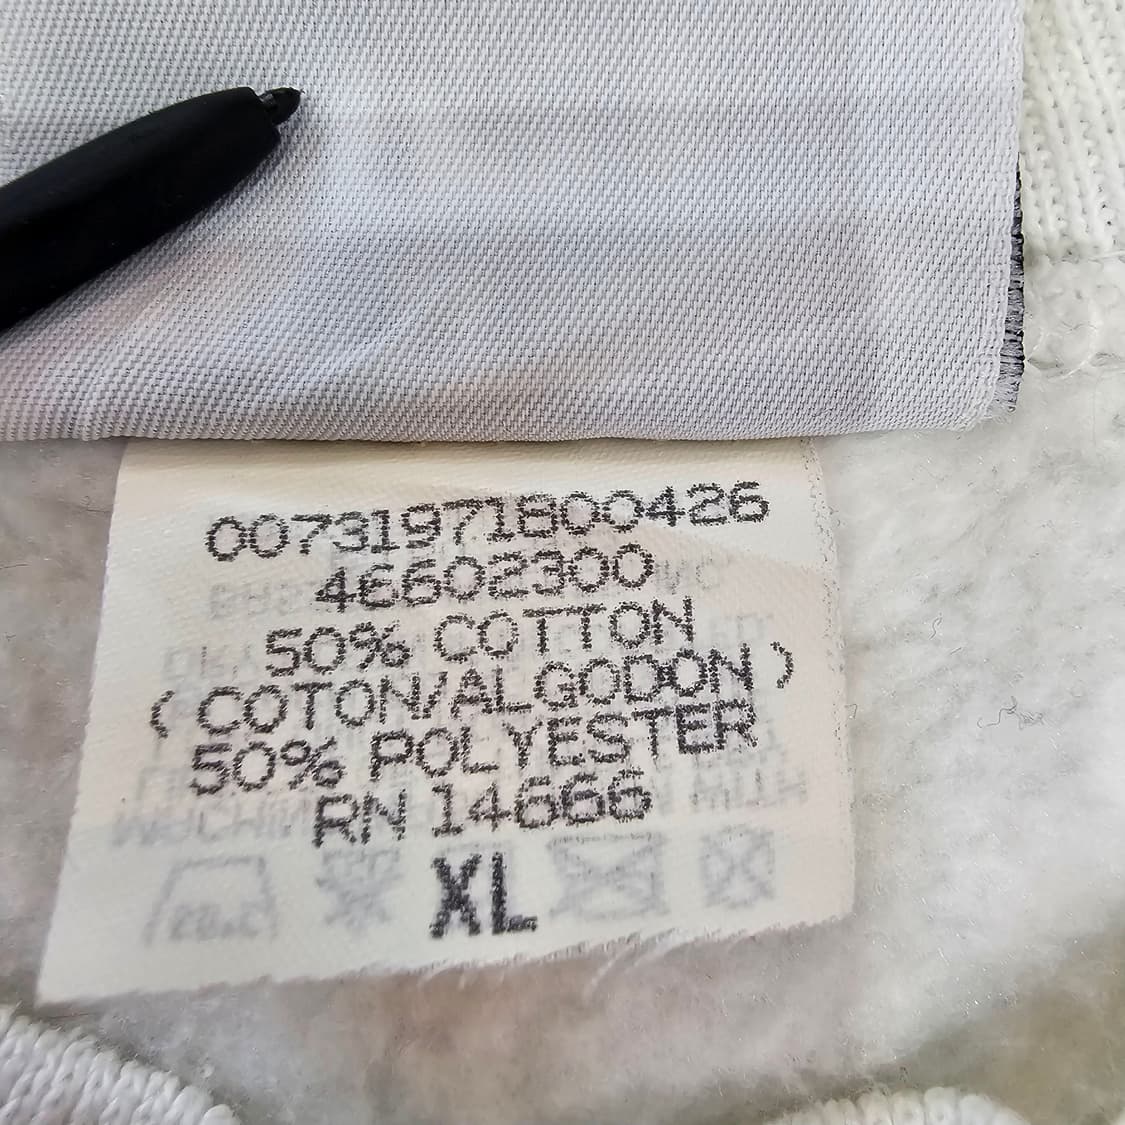 00731971800426
46602300
50% COTTON
(COTON/ALGODON)
50% POLYESTER
RN 14666
XL